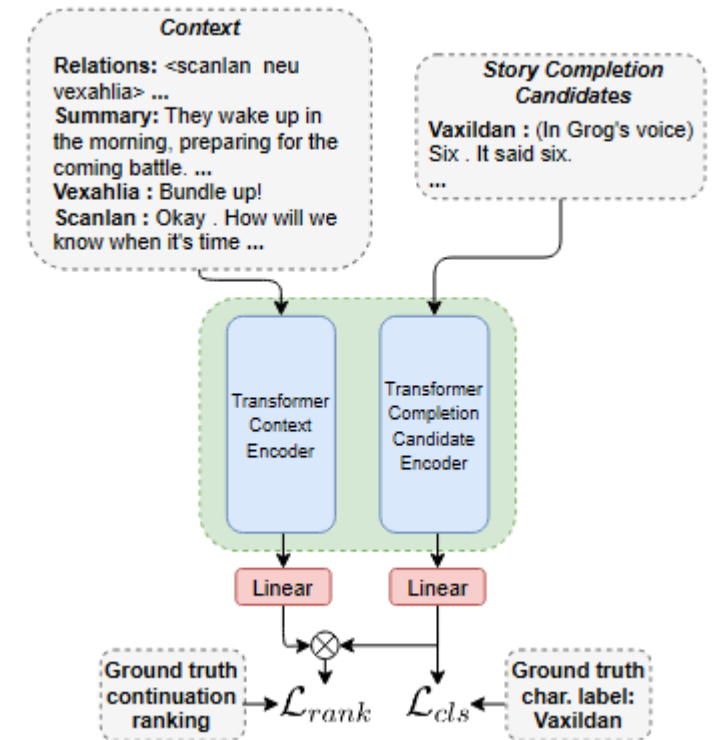 Context
Relations: <scanlan neu
vexahlia> ...
Summary: They wake up in
the morning, preparing for the
coming battle. ...
Vexahlia : Bundle up!
Scanlan : Okay . How will we
know when it's time ...
Story Completion
Candidates
Vaxildan : (In Grog's voice)
Six . It said six.
...
Transformer
Context
Encoder
Transformer
Completion
Candidate
Encoder
Linear
Linear
Ground truth
continuation
ranking
ℒrank
ℒcls
Ground truth
char. label:
Vaxildan